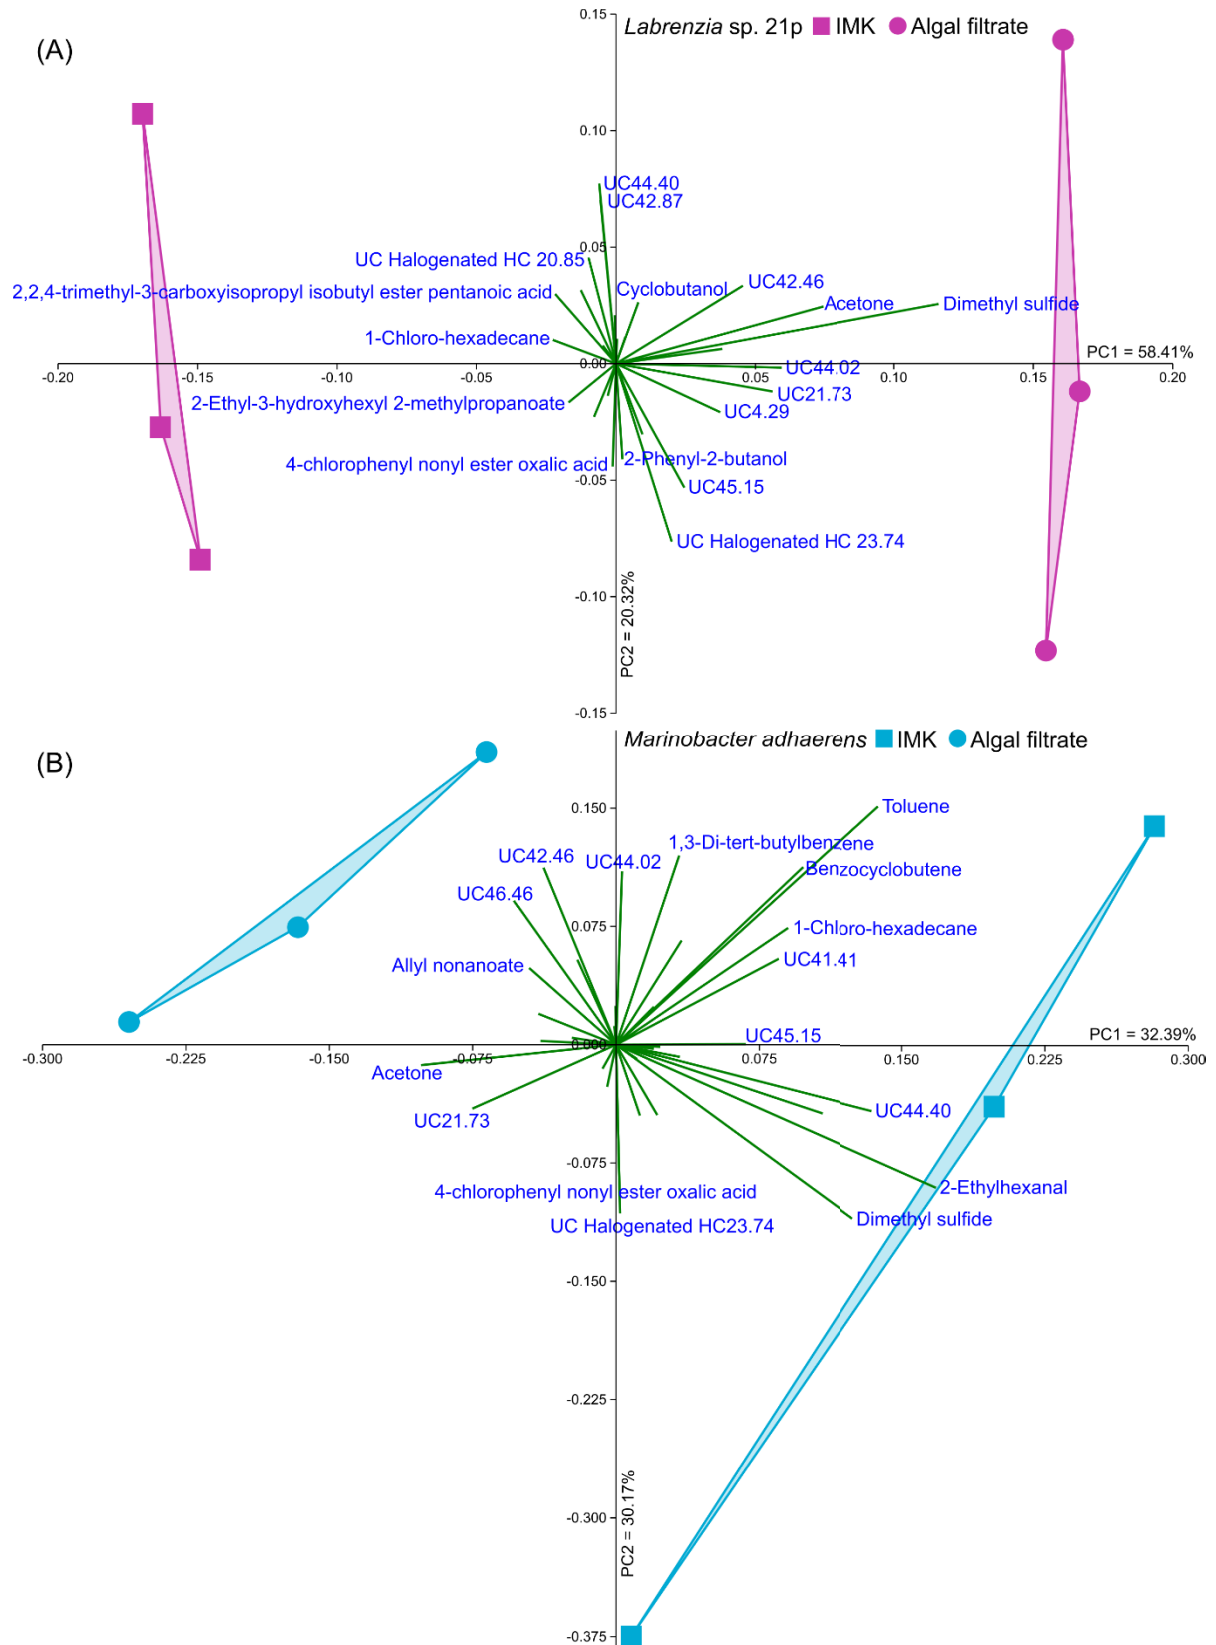 0.15
Labrenzia sp. 21p IMK Algal filtrate
(A)
0.10
UC44.40
UC42.87
0.05
UC Halogenated HC 20.85
UC42.46
2,2,4-trimethyl-3-carboxyisopropyl isobutyl ester pentanoic acid
Cyclobutanol
Acetone
Dimethyl sulfide
1-Chloro-hexadecane
PC1 = 58.41%
0.00
-0.20 -0.15 -0.10 -0.05 0.05 0.10 0.15 0.20
UC44.02
UC21.73
2-Ethyl-3-hydroxyhexyl 2-methylpropanoate
UC4.29
4-chlorophenyl nonyl ester oxalic acid
2-Phenyl-2-butanol
-0.05
UC45.15
UC Halogenated HC 23.74
-0.10
PC2 = 20.32%
-0.15
Marinobacter adhaerens IMK Algal filtrate
(B)
Toluene
0.150
1,3-Di-tert-butylbenzene
UC42.46
UC44.02
Benzocyclobutene
UC46.46
0.075
1-Chloro-hexadecane
UC41.41
Allyl nonanoate
UC45.15
PC1 = 32.39%
0.000
-0.300 -0.225 -0.150 -0.075 0.075 0.150 0.225 0.300
Acetone
UC21.73
UC44.40
-0.075
4-chlorophenyl nonyl ester oxalic acid
2-Ethylhexanal
UC Halogenated HC23.74
Dimethyl sulfide
-0.150
-0.225
-0.300
PC2 = 30.17%
-0.375